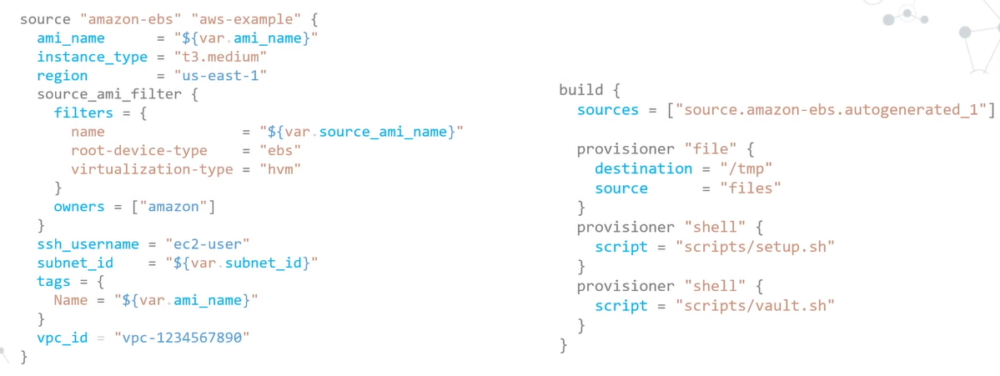 source "amazon-ebs" "aws-example" {
  ami_name      = "${var.ami_name}"
  instance_type = "t3.medium"
  region        = "us-east-1"
  source_ami_filter {
    filters = {
      name                = "${var.source_ami_name}"
      root-device-type    = "ebs"
      virtualization-type = "hvm"
    }
    owners = ["amazon"]
  }
  ssh_username = "ec2-user"
  subnet_id    = "${var.subnet_id}"
  tags = {
    Name = "${var.ami_name}"
  }
  vpc_id = "vpc-1234567890"
}
build {
  sources = ["source.amazon-ebs.autogenerated_1"]

  provisioner "file" {
    destination = "/tmp"
    source      = "files"
  }
  provisioner "shell" {
    script = "scripts/setup.sh"
  }
  provisioner "shell" {
    script = "scripts/vault.sh"
  }
}